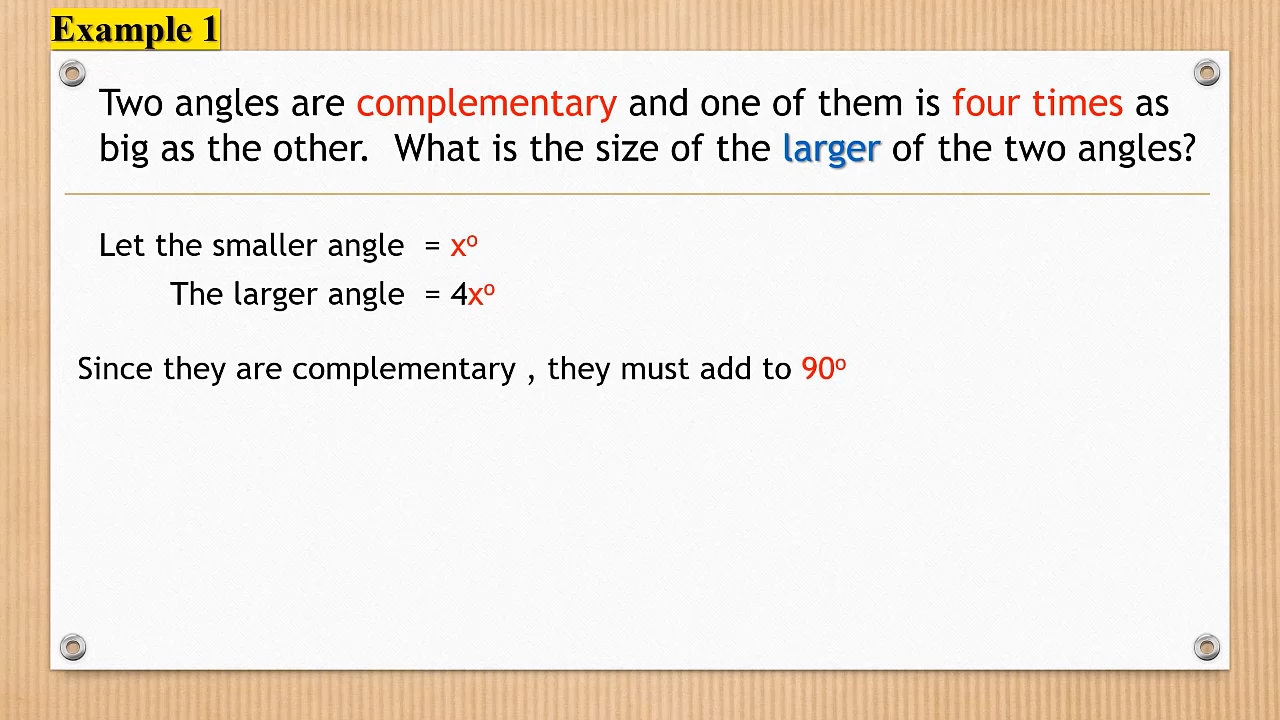 Example 1
Two angles are complementary and one of them is four times as
big as the other. What is the size of the larger of the two angles?
Let the smaller angle = xº
The larger angle = 4xº
Since they are complementary , they must add to 90º